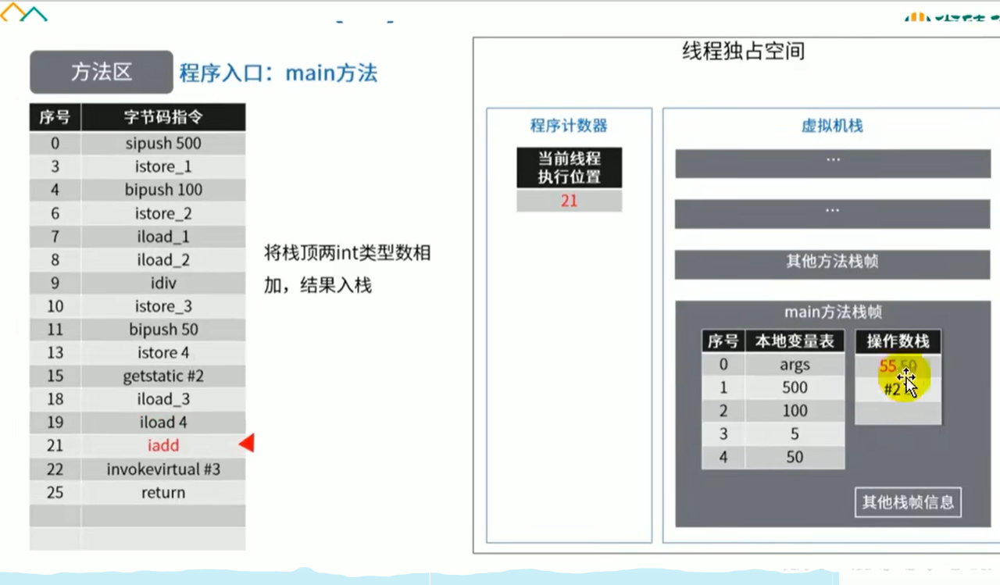 方法区 程序入口：main方法
序号 字节码指令
0 sipush 500
3 istore_1
4 bipush 100
6 istore_2
7 iload_1
8 iload_2
9 idiv
10 istore_3
11 bipush 50
13 istore 4
15 getstatic #2
18 iload_3
19 iload 4
21 iadd
22 invokevirtual #3
25 return
将栈顶两int类型数相
加，结果入栈
线程独占空间
程序计数器
当前线程
执行位置
21
虚拟机栈
...
...
其他方法栈帧
main方法栈帧
序号 本地变量表
0 args
1 500
2 100
3 5
4 50
操作数栈
55 50
#2
其他栈帧信息